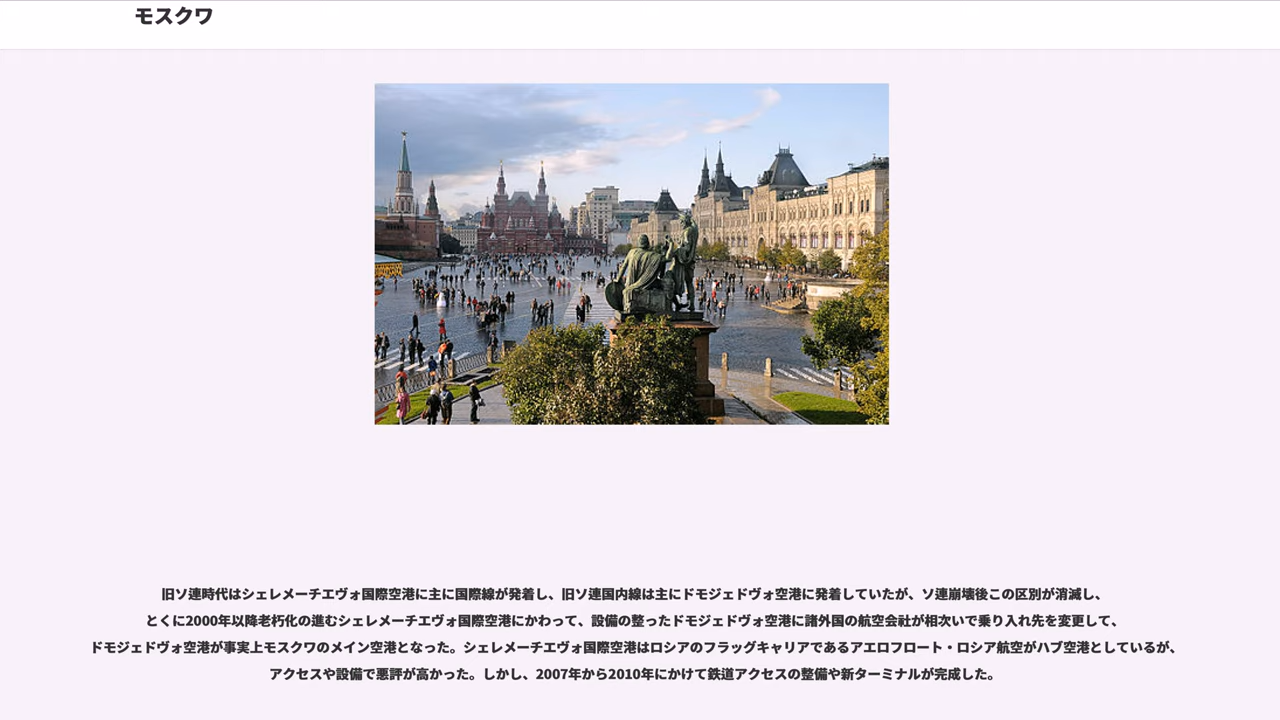 モスクワ
旧ソ連時代はシェレメーチエヴォ国際空港に主に国際線が発着し、旧ソ連国内線は主にドモジェドヴォ空港に発着していたが、ソ連崩壊後この区別が消滅し、
とくに2000年以降老朽化の進むシェレメーチエヴォ国際空港にかわって、設備の整ったドモジェドヴォ空港に諸外国の航空会社が相次いで乗り入れ先を変更して、
ドモジェドヴォ空港が事実上モスクワのメイン空港となった。シェレメーチエヴォ国際空港はロシアのフラッグキャリアであるアエロフロート・ロシア航空がハブ空港としているが、
アクセスや設備で悪評が高かった。しかし、2007年から2010年にかけて鉄道アクセスの整備や新ターミナルが完成した。